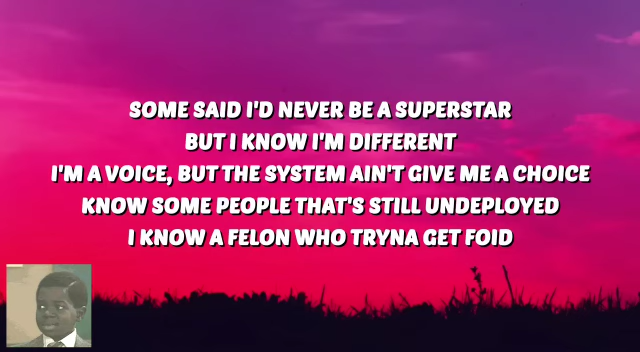 SOME SAID I'D NEVER BE A SUPERSTAR
BUT I KNOW I'M DIFFERENT
I'M A VOICE, BUT THE SYSTEM AIN'T GIVE ME A CHOICE
KNOW SOME PEOPLE THAT'S STILL UNDEPLOYED
I KNOW A FELON WHO TRYNA GET FOID